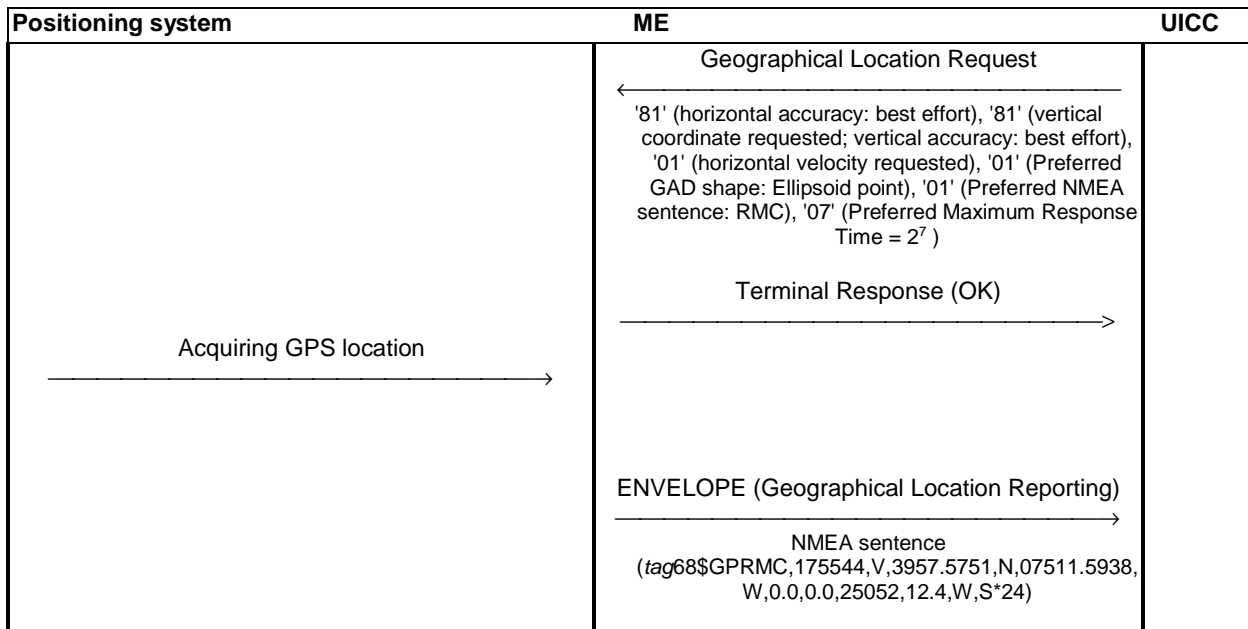 Positioning system ME UICC
Geographical Location Request
'81' (horizontal accuracy: best effort), '81' (vertical
coordinate requested; vertical accuracy: best effort),
'01' (horizontal velocity requested), '01' (Preferred
GAD shape: Ellipsoid point), '01' (Preferred NMEA
sentence: RMC), '07' (Preferred Maximum Response
Time = 2⁷ )
Terminal Response (OK)
Acquiring GPS location
ENVELOPE (Geographical Location Reporting)
NMEA sentence
(tag68$GPRMC,175544,V,3957.5751,N,07511.5938,
W,0.0,0.0,25052,12.4,W,S*24)